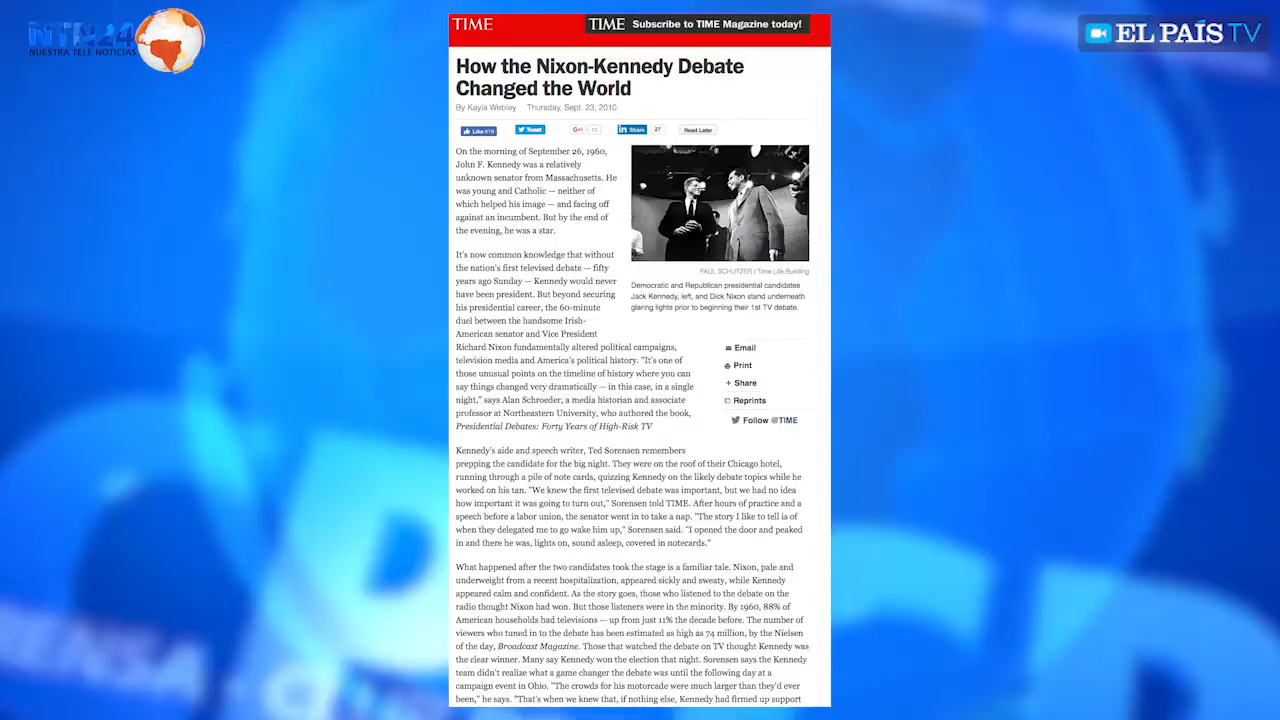 NTN24
NUESTRA TELE NOTICIAS
EL PAÍS TV
TIME
TIME Subscribe to TIME Magazine today!
How the Nixon-Kennedy Debate
Changed the World
By Kayla Webley Thursday, Sept. 23, 2010
Like 618
Tweet
G+1 13
in Share 27
Read Later
On the morning of September 26, 1960,
John F. Kennedy was a relatively
unknown senator from Massachusetts. He
was young and Catholic — neither of
which helped his image — and facing off
against an incumbent. But by the end of
the evening, he was a star.
PAUL SCHUTZER / Time Life Building
Democratic and Republican presidential candidates
Jack Kennedy, left, and Dick Nixon stand underneath
glaring lights prior to beginning their 1st TV debate.
It's now common knowledge that without
the nation's first televised debate — fifty
years ago Sunday — Kennedy would never
have been president. But beyond securing
his presidential career, the 60-minute
duel between the handsome Irish-
American senator and Vice President
Richard Nixon fundamentally altered political campaigns,
television media and America's political history. "It's one of
those unusual points on the timeline of history where you can
say things changed very dramatically — in this case, in a single
night," says Alan Schroeder, a media historian and associate
professor at Northeastern University, who authored the book,
Presidential Debates: Forty Years of High-Risk TV
Email
Print
+ Share
Reprints
Follow @TIME
Kennedy's aide and speech writer, Ted Sorensen remembers
prepping the candidate for the big night. They were on the roof of their Chicago hotel,
running through a pile of note cards, quizzing Kennedy on the likely debate topics while he
worked on his tan. "We knew the first televised debate was important, but we had no idea
how important it was going to turn out," Sorensen told TIME. After hours of practice and a
speech before a labor union, the senator went in to take a nap. "The story I like to tell is of
when they delegated me to go wake him up," Sorensen said. "I opened the door and peaked
in and there he was, lights on, sound asleep, covered in notecards."
What happened after the two candidates took the stage is a familiar tale. Nixon, pale and
underweight from a recent hospitalization, appeared sickly and sweaty, while Kennedy
appeared calm and confident. As the story goes, those who listened to the debate on the
radio thought Nixon had won. But those listeners were in the minority. By 1960, 88% of
American households had televisions — up from just 11% the decade before. The number of
viewers who tuned in to the debate has been estimated as high as 74 million, by the Nielsen
of the day, Broadcast Magazine. Those that watched the debate on TV thought Kennedy was
the clear winner. Many say Kennedy won the election that night. Sorensen says the Kennedy
team didn't realize what a game changer the debate was until the following day at a
campaign event in Ohio. "The crowds for his motorcade were much larger than they'd ever
been," he says. "That's when we knew that, if nothing else, Kennedy had firmed up support